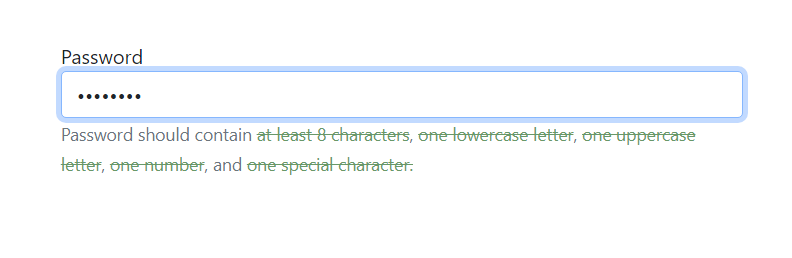 Password
••••••••
Password should contain at least 8 characters, one lowercase letter, one uppercase
letter, one number, and one special character.